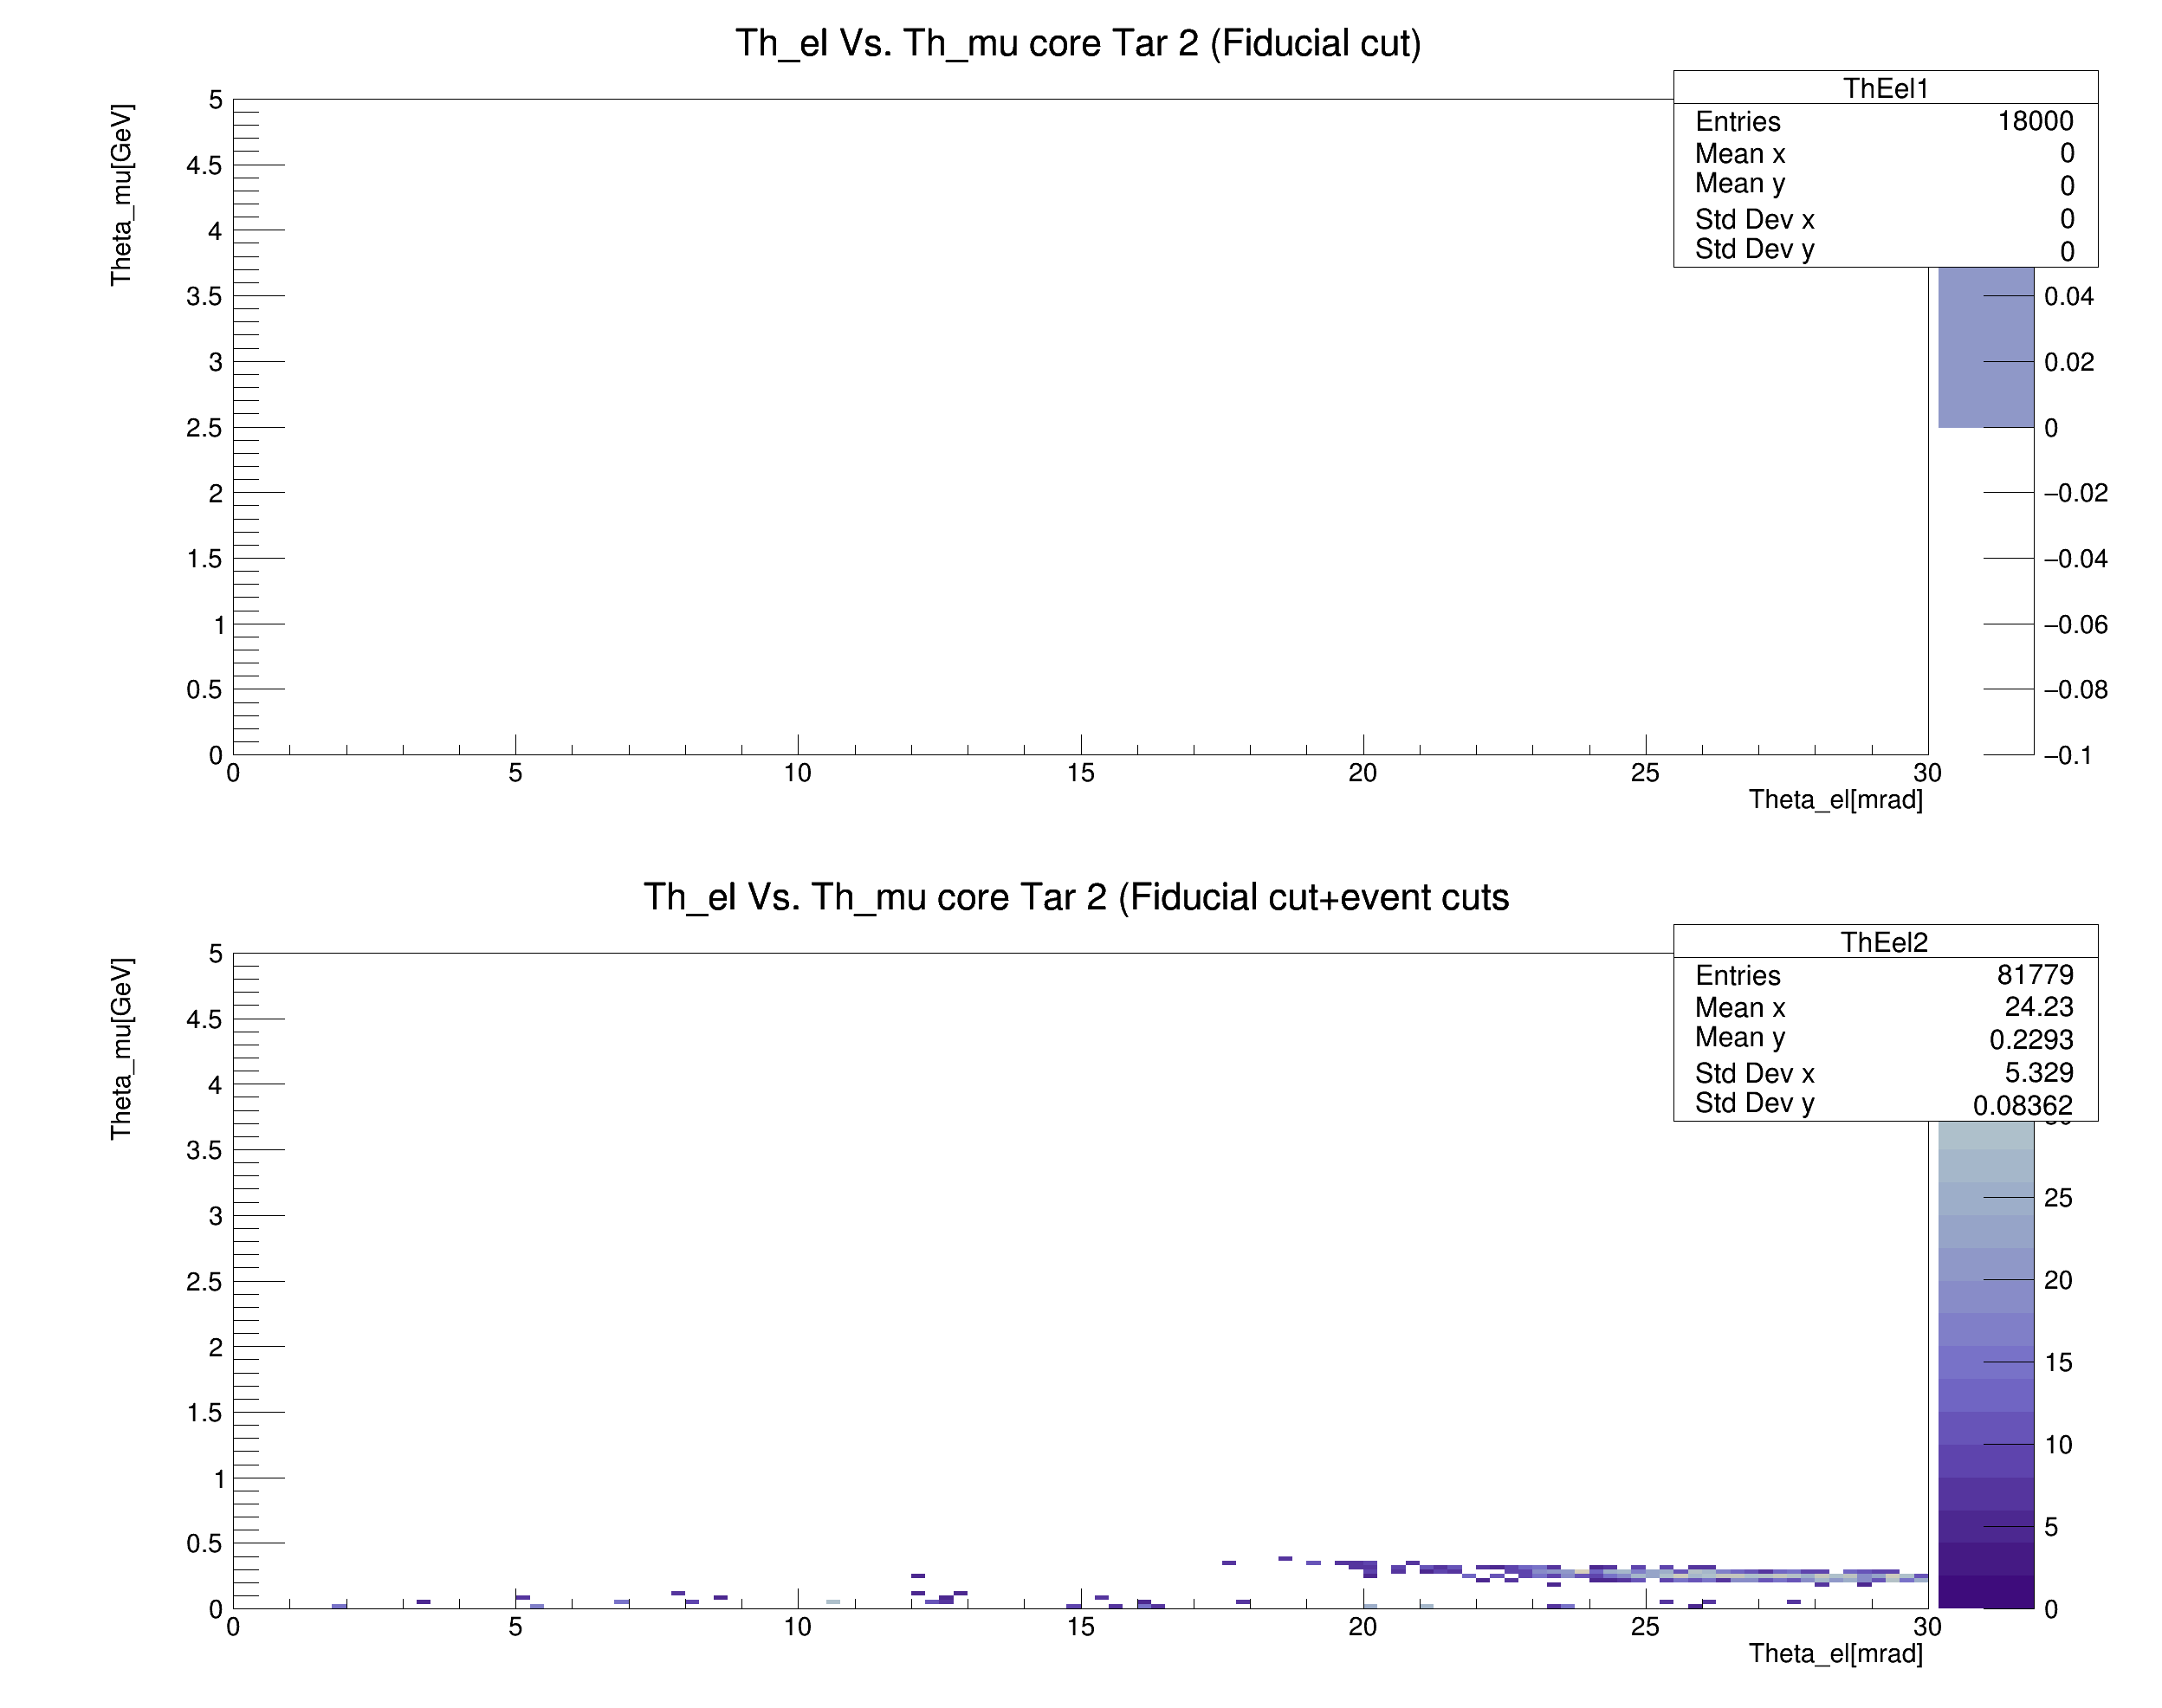 Th_el Vs. Th_mu core Tar 2 (Fiducial cut)
Theta_mu[GeV]
5
4.5
4
3.5
3
2.5
2
1.5
1
0.5
0
ThEel1
Entries 18000
Mean x 0
Mean y 0
Std Dev x 0
Std Dev y 0
0.04
0.02
0
−0.02
−0.04
−0.06
−0.08
−0.1
0 5 10 15 20 25 30
Theta_el[mrad]
Th_el Vs. Th_mu core Tar 2 (Fiducial cut+event cuts
Theta_mu[GeV]
5
4.5
4
3.5
3
2.5
2
1.5
1
0.5
0
ThEel2
Entries 81779
Mean x 24.23
Mean y 0.2293
Std Dev x 5.329
Std Dev y 0.08362
25
20
15
10
5
0
0 5 10 15 20 25 30
Theta_el[mrad]